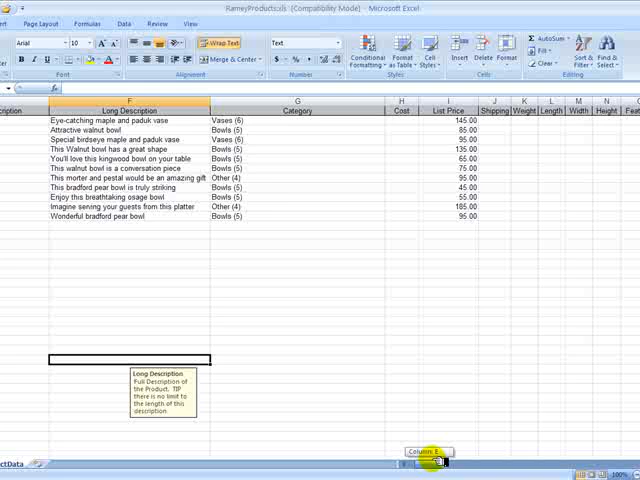 RameyProducts.xls [Compatibility Mode] - Microsoft Excel
Page Layout Formulas Data Review View
Arial 10 A A Wrap Text Text
B I U Merge & Center $ % , Conditional Formatting Format as Table Cell Styles Insert Delete Format AutoSum Fill Clear Sort & Filter Find & Select
Font Alignment Number Styles Cells Editing
fx
F G H I J K L M N
cription Long Description Category Cost List Price Shipping Weight Length Width Height Feat
Eye-catching maple and paduk vase Vases (6) 145.00
Attractive walnut bowl Bowls (5) 85.00
Special birdseye maple and paduk vase Vases (6) 95.00
This Walnut bowl has a great shape Bowls (5) 135.00
You'll love this kingwood bowl on your table Bowls (5) 65.00
This walnut bowl is a conversation piece Bowls (5) 75.00
This morter and pestal would be an amazing gift Other (4) 95.00
This bradford pear bowl is truly striking Bowls (5) 45.00
Enjoy this breathtaking osage bowl Bowls (5) 55.00
Imagine serving your guests from this platter Other (4) 185.00
Wonderful bradford pear bowl Bowls (5) 95.00
Long Description
Full Description of
the Product. TIP
there is no limit to
the length of this
description
Column: E
ctData
100%